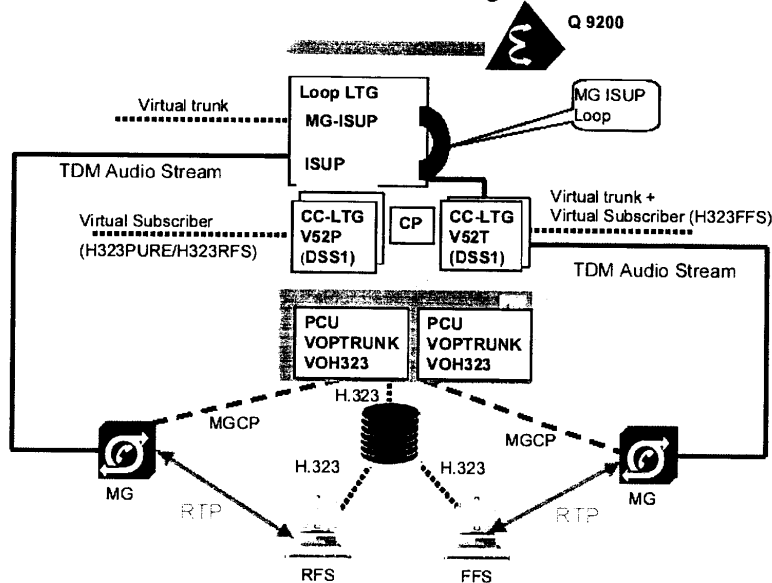 Q 9200
Loop LTG
MG-ISUP
ISUP
MG ISUP
Loop
Virtual trunk
TDM Audio Stream
Virtual Subscriber
(H323PURE/H323RFS)
CC-LTG
V52P
(DSS1)
CP
CC-LTG
V52T
(DSS1)
Virtual trunk +
Virtual Subscriber (H323FFS)
TDM Audio Stream
PCU
VOPTRUNK
VOH323
PCU
VOPTRUNK
VOH323
H.323
MGCP
MGCP
H.323
H.323
MG
MG
RTP
RTP
RFS
FFS